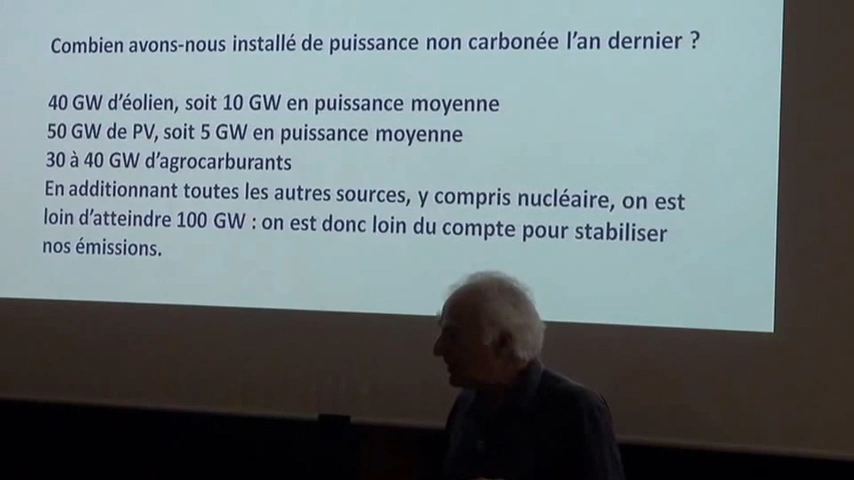 Combien avons-nous installé de puissance non carbonée l'an dernier ?
40 GW d'éolien, soit 10 GW en puissance moyenne
50 GW de PV, soit 5 GW en puissance moyenne
30 à 40 GW d'agrocarburants
En additionnant toutes les autres sources, y compris nucléaire, on est
loin d'atteindre 100 GW : on est donc loin du compte pour stabiliser
nos émissions.